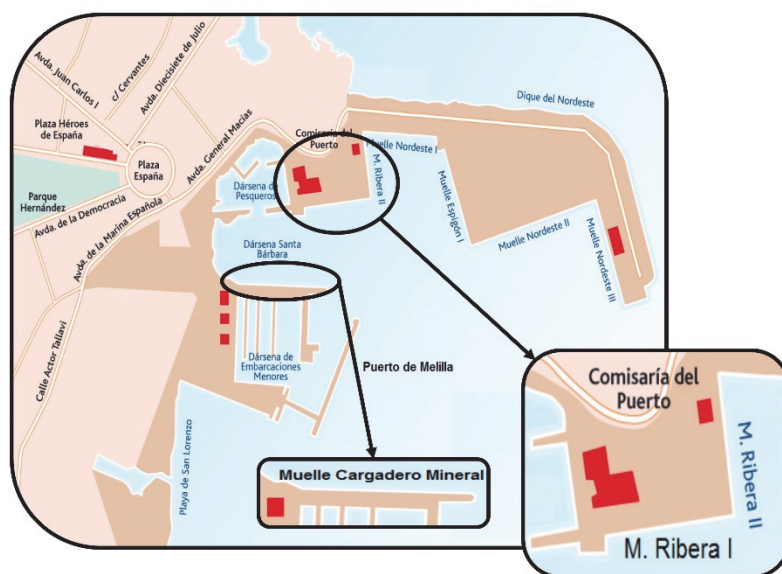 Avda. Juan Carlos I
c/ Cervantes
Avda. Diecisiete de Julio
Plaza Héroes
de España
Plaza
España
Avda. General Macías
Parque
Hernández
Avda. de la Democracia
Avda. de la Marina Española
Calle Actor Tallavi
Dique del Nordeste
Comisaría del
Puerto
Muelle Nordeste I
M. Ribera II
Dársena de
Pesqueros
Muelle Espigón I
Muelle Nordeste II
Muelle Nordeste III
Dársena Santa
Bárbara
Dársena de
Embarcaciones
Menores
Puerto de Melilla
Playa de San Lorenzo
Muelle Cargadero Mineral
Comisaría del
Puerto
M. Ribera II
M. Ribera I